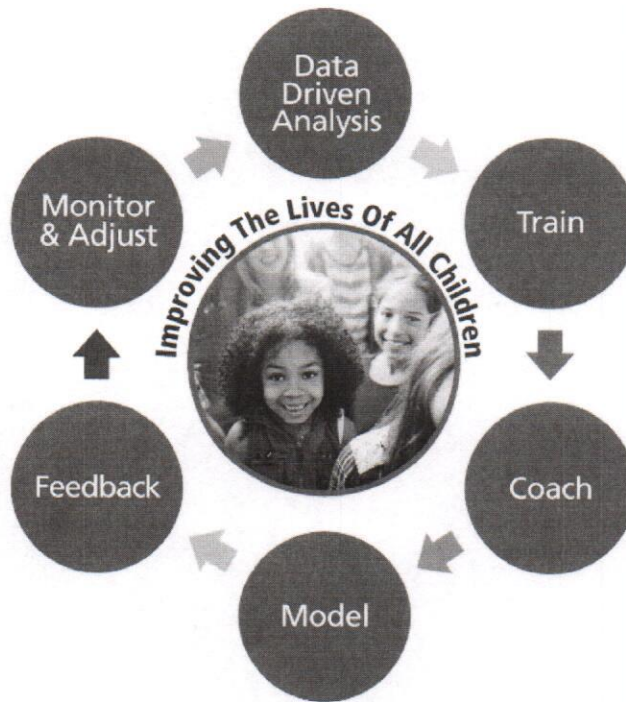 Data
Driven
Analysis
Train
Coach
Model
Feedback
Monitor
& Adjust
Improving The Lives Of All Children